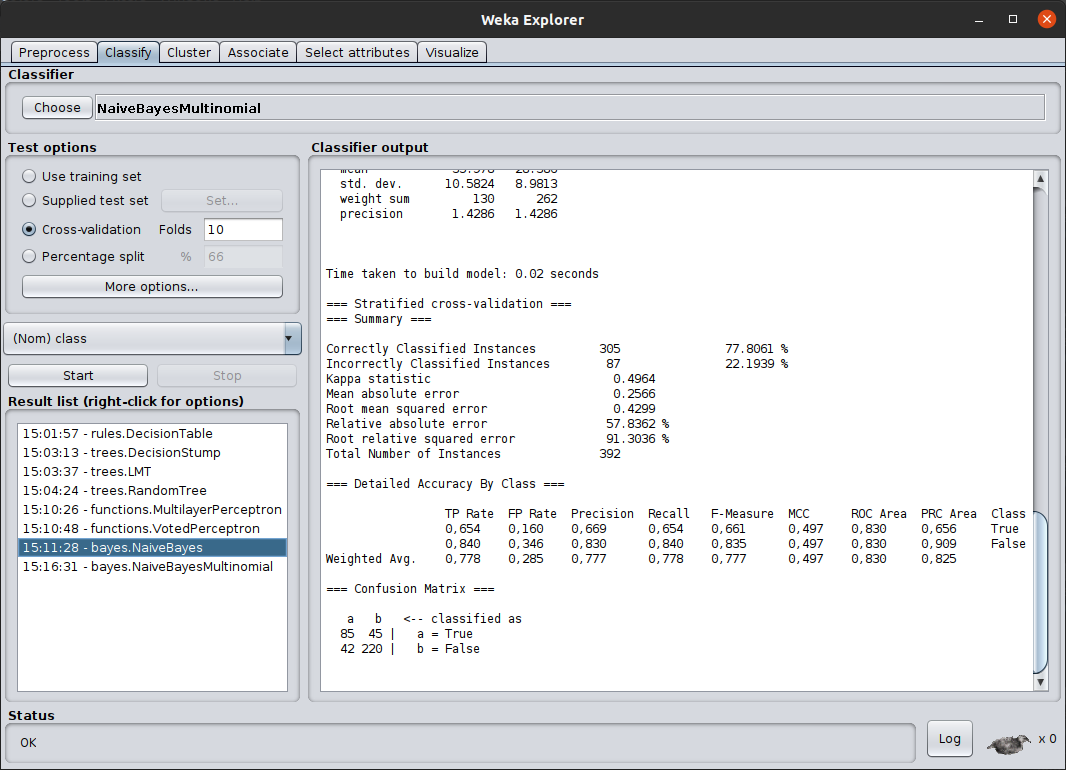 Weka Explorer
Preprocess Classify Cluster Associate Select attributes Visualize
Classifier
Choose NaiveBayesMultinomial
Test options
Use training set
Supplied test set Set...
Cross-validation Folds 10
Percentage split % 66
More options...
(Nom) class
Start Stop
Result list (right-click for options)
15:01:57 - rules.DecisionTable
15:03:13 - trees.DecisionStump
15:03:37 - trees.LMT
15:04:24 - trees.RandomTree
15:10:26 - functions.MultilayerPerceptron
15:10:48 - functions.VotedPerceptron
15:11:28 - bayes.NaiveBayes
15:16:31 - bayes.NaiveBayesMultinomial
Classifier output
mean
std. dev. 10.5824 8.9813
weight sum 130 262
precision 1.4286 1.4286
Time taken to build model: 0.02 seconds
=== Stratified cross-validation ===
=== Summary ===
Correctly Classified Instances 305 77.8061 %
Incorrectly Classified Instances 87 22.1939 %
Kappa statistic 0.4964
Mean absolute error 0.2566
Root mean squared error 0.4299
Relative absolute error 57.8362 %
Root relative squared error 91.3036 %
Total Number of Instances 392
=== Detailed Accuracy By Class ===
TP Rate FP Rate Precision Recall F-Measure MCC ROC Area PRC Area Class
0,654 0,160 0,669 0,654 0,661 0,497 0,830 0,656 True
0,840 0,346 0,830 0,840 0,835 0,497 0,830 0,909 False
Weighted Avg. 0,778 0,285 0,777 0,778 0,777 0,497 0,830 0,825
=== Confusion Matrix ===
a b <-- classified as
85 45 | a = True
42 220 | b = False
Status
OK
Log
x 0